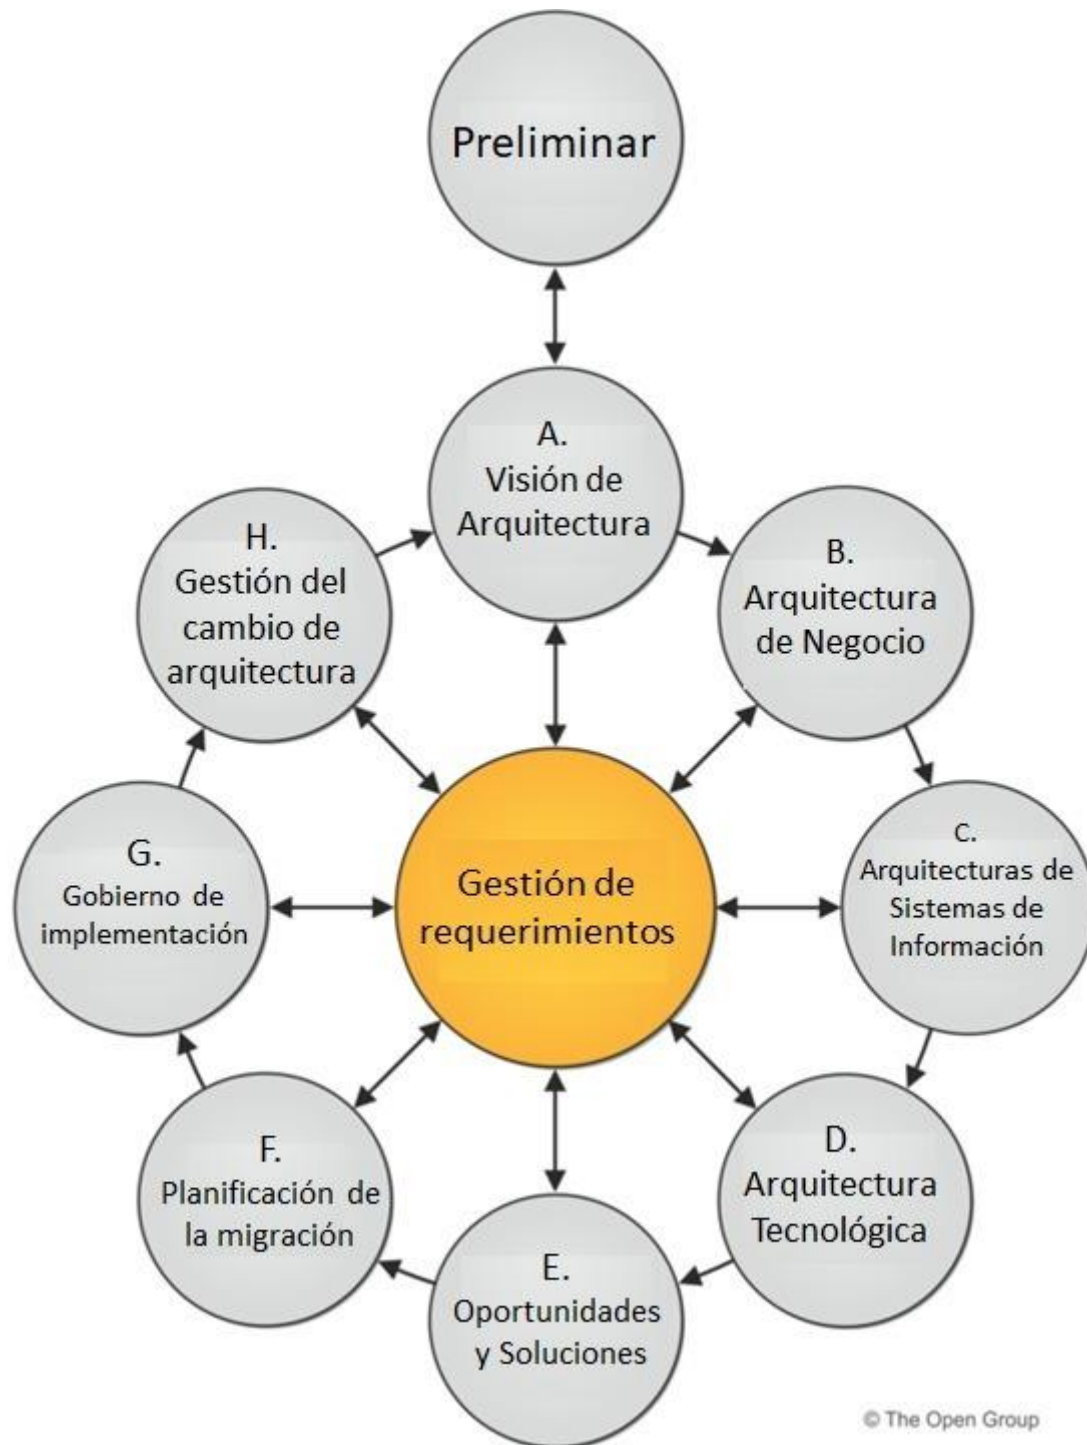 Preliminar
A.
Visión de
Arquitectura
B.
Arquitectura
de Negocio
C.
Arquitecturas de
Sistemas de
Información
D.
Arquitectura
Tecnológica
E.
Oportunidades
y Soluciones
F.
Planificación de
la migración
G.
Gobierno de
implementación
H.
Gestión del
cambio de
arquitectura
Gestión de
requerimientos
© The Open Group